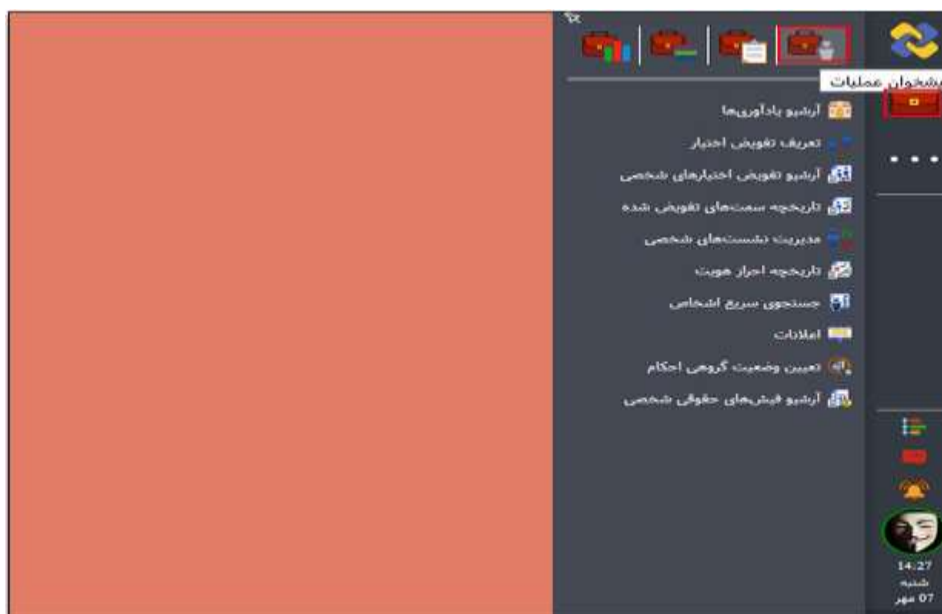 پیشخوان عملیات
آرشیو یادآوری‌ها
تعریف تفویض اختیار
آرشیو تفویض اختیارهای شخصی
تاریخچه سمت‌های تفویض شده
مدیریت نشست‌های شخصی
تاریخچه احراز هویت
جستجوی سریع اشخاص
اعلانات
تعیین وضعیت گروهی احکام
آرشیو فیش‌های حقوقی شخصی
14:27
شنبه
07 مهر